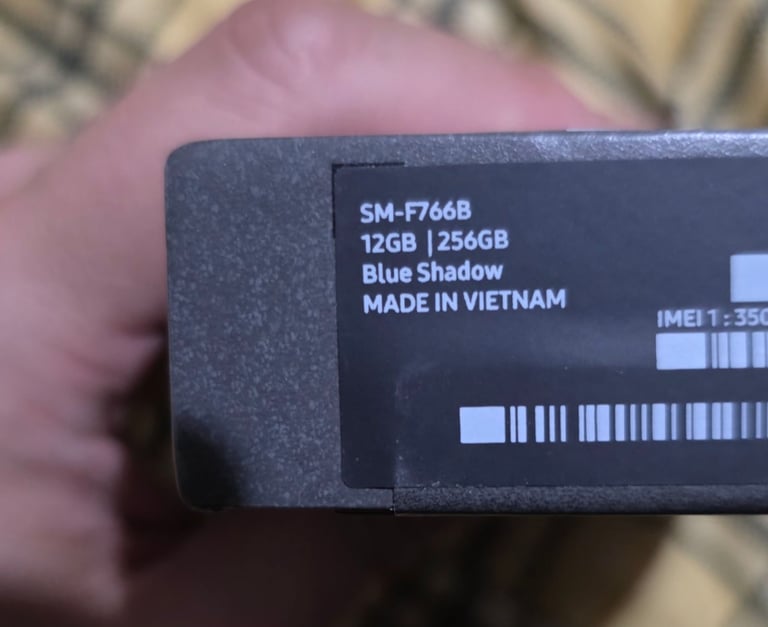 SM-F766B
12GB | 256GB
Blue Shadow
MADE IN VIETNAM
IMEI 1 : 350